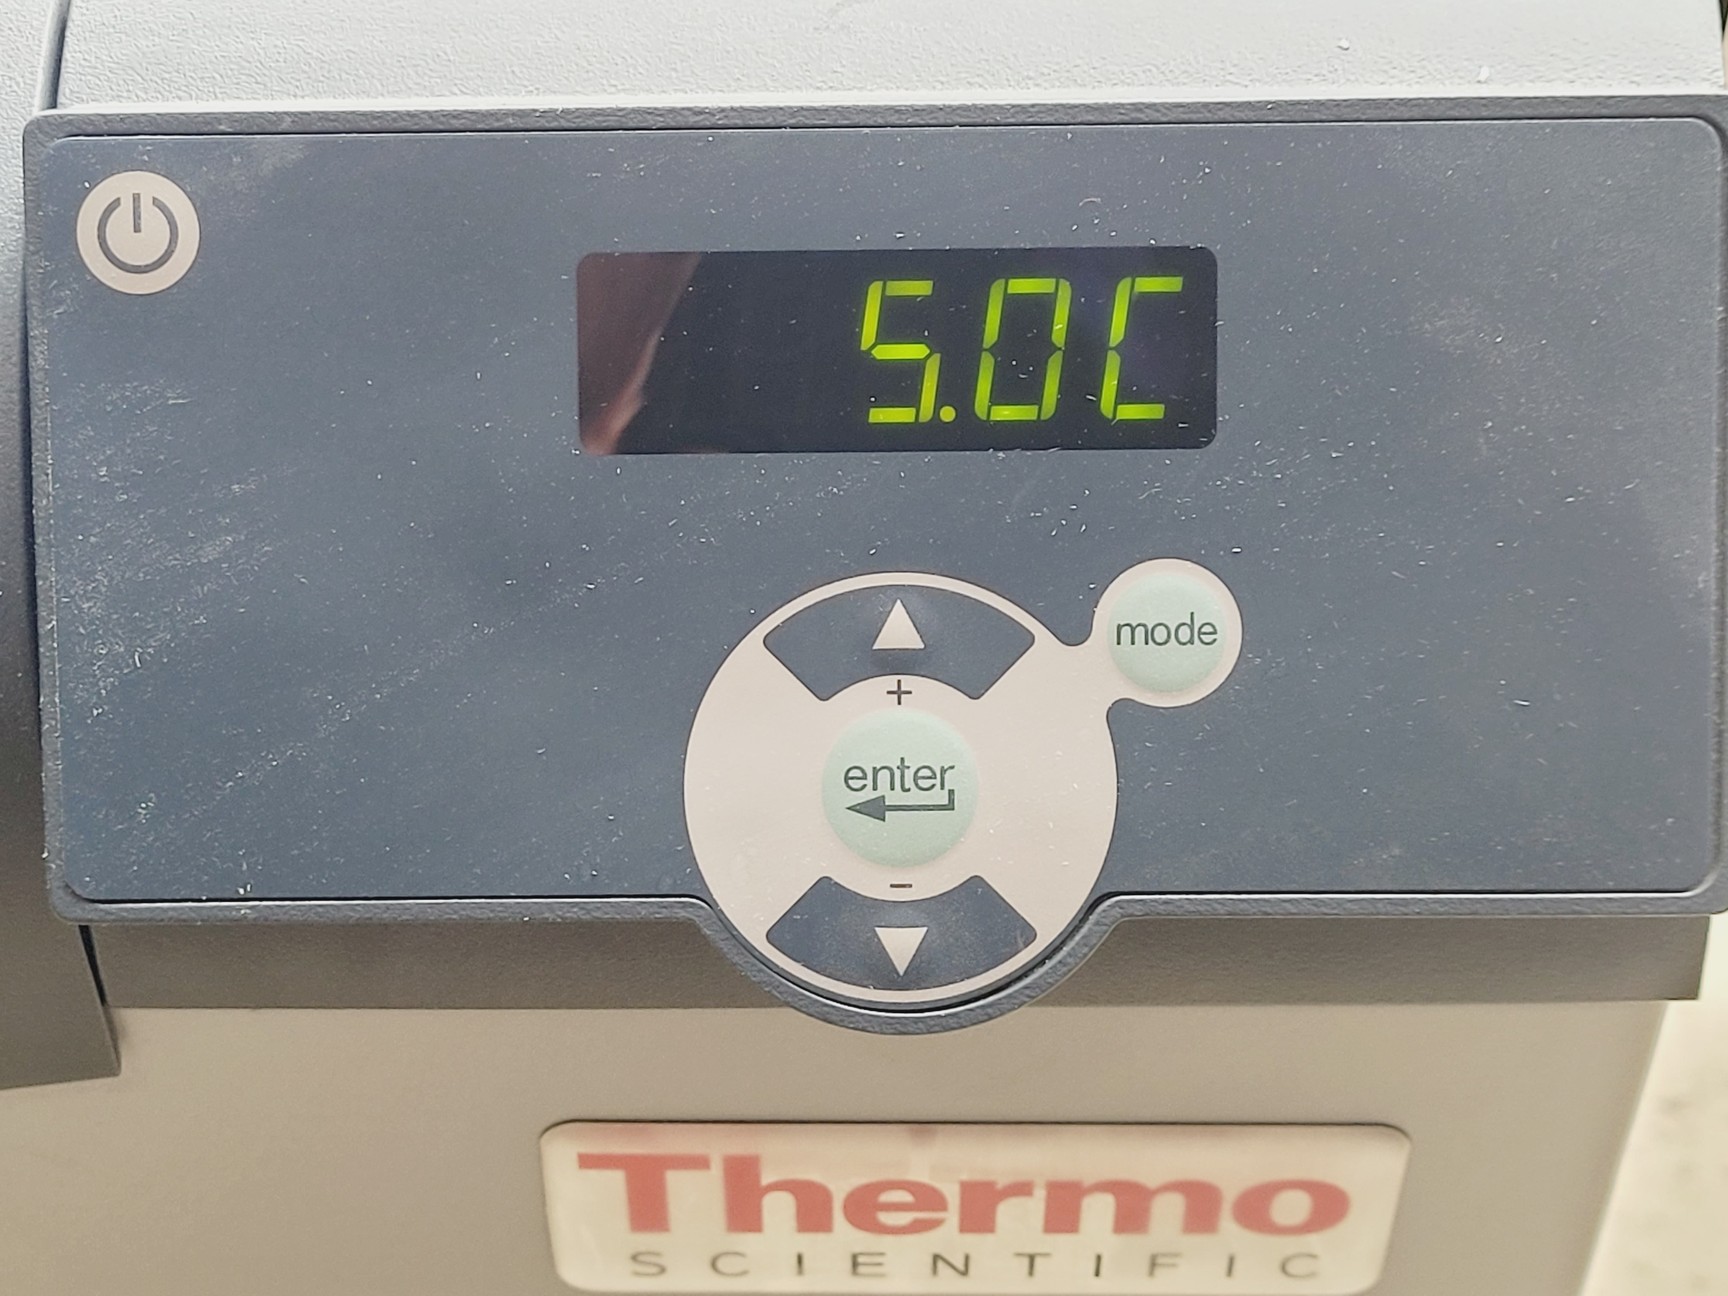 5.0C
mode
+
enter
-
Thermo
SCIENTIFIC